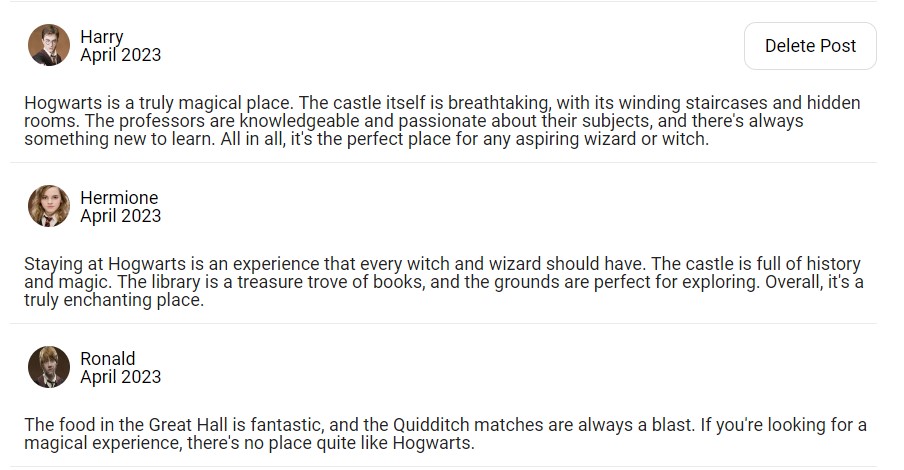 Harry
April 2023
Delete Post
Hogwarts is a truly magical place. The castle itself is breathtaking, with its winding staircases and hidden
rooms. The professors are knowledgeable and passionate about their subjects, and there's always
something new to learn. All in all, it's the perfect place for any aspiring wizard or witch.
Hermione
April 2023
Staying at Hogwarts is an experience that every witch and wizard should have. The castle is full of history
and magic. The library is a treasure trove of books, and the grounds are perfect for exploring. Overall, it's a
truly enchanting place.
Ronald
April 2023
The food in the Great Hall is fantastic, and the Quidditch matches are always a blast. If you're looking for a
magical experience, there's no place quite like Hogwarts.